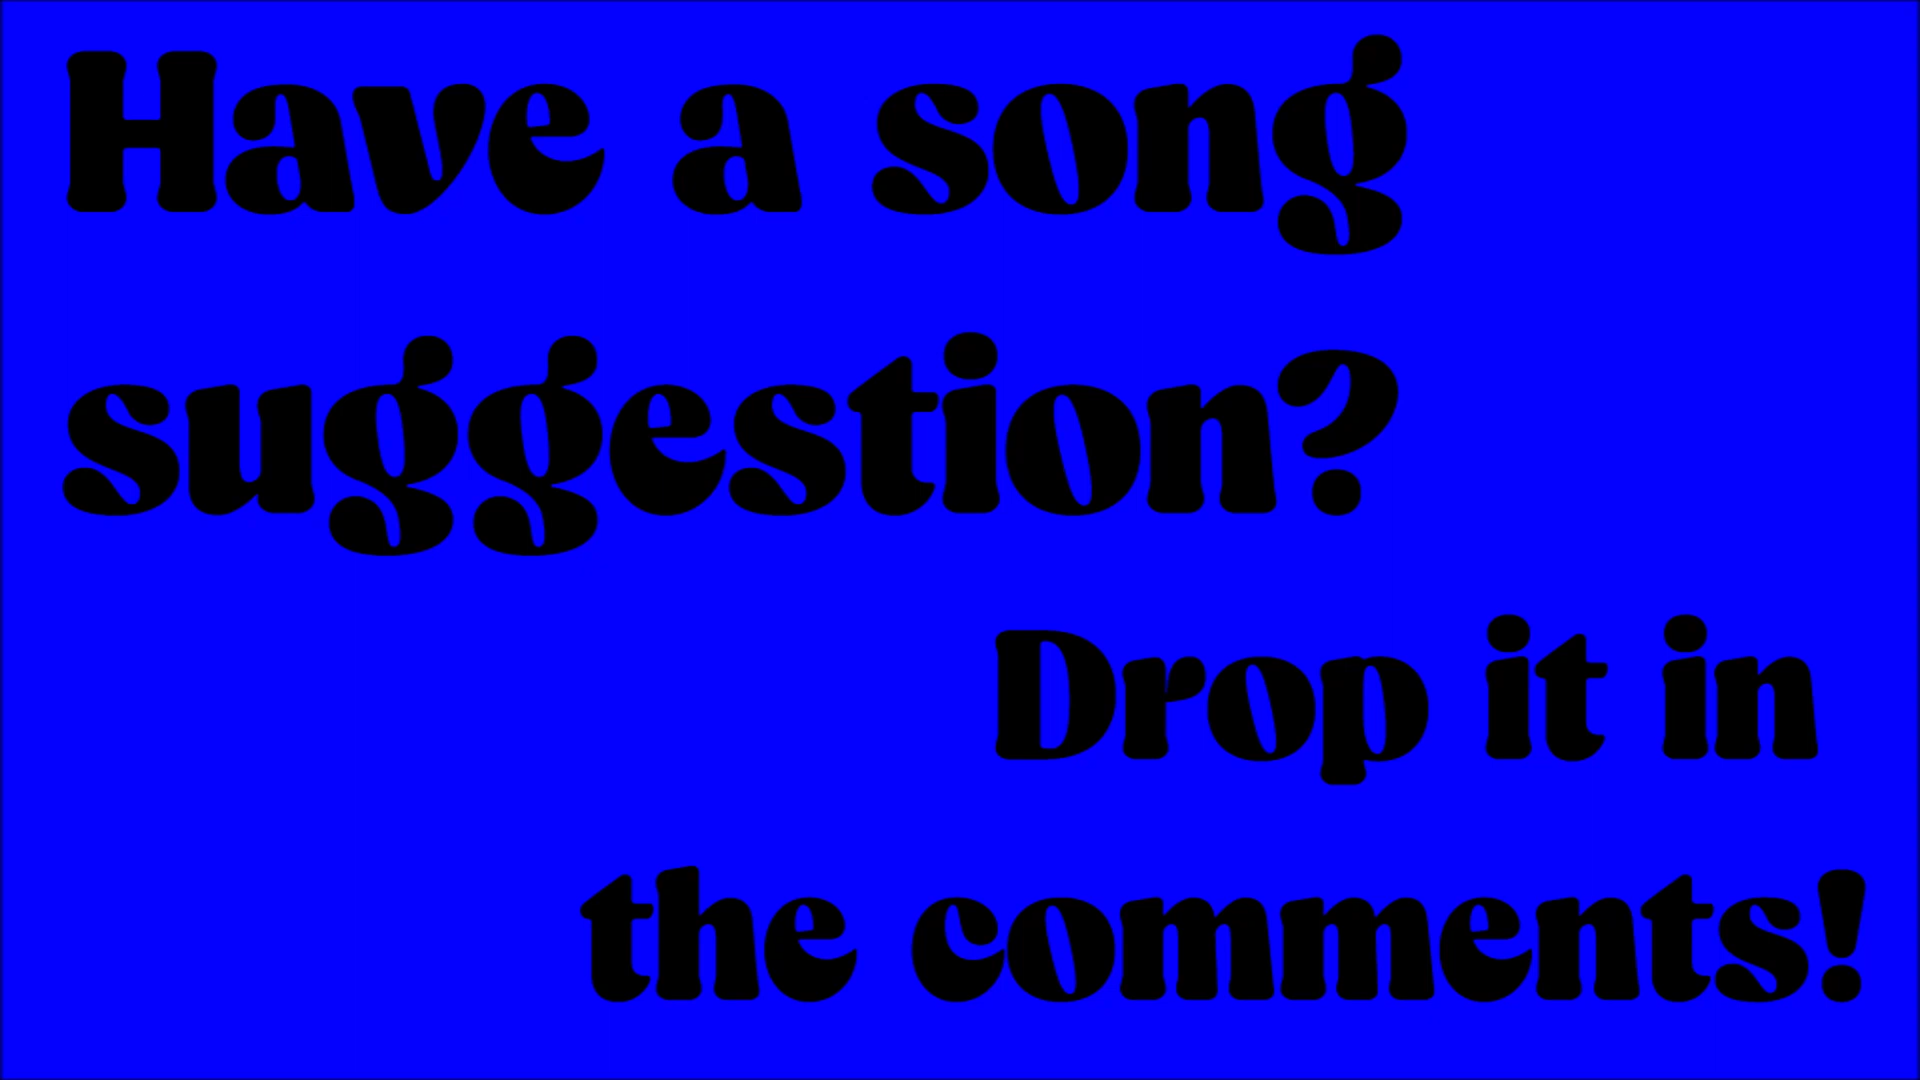 Have a song
suggestion?
Drop it in
the comments!